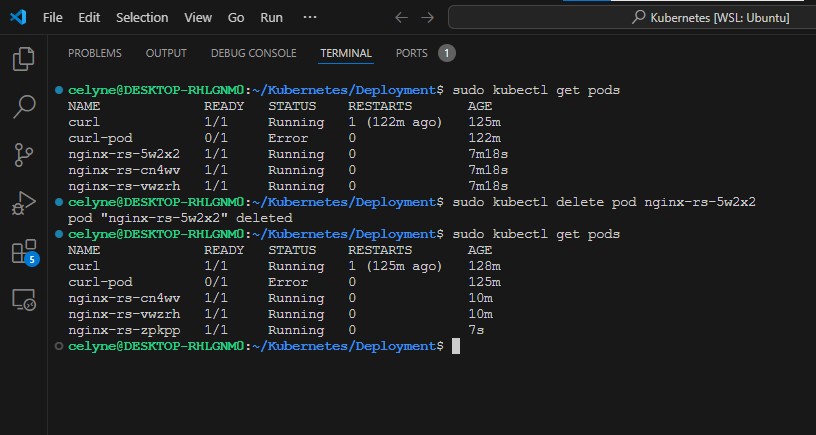 File Edit Selection View Go Run ··· ← → Kubernetes [WSL: Ubuntu]
PROBLEMS OUTPUT DEBUG CONSOLE TERMINAL PORTS 1
celyne@DESKTOP-RHLGNM0:~/Kubernetes/Deployment$ sudo kubectl get pods
NAME READY STATUS RESTARTS AGE
curl 1/1 Running 1 (122m ago) 125m
curl-pod 0/1 Error 0 122m
nginx-rs-5w2x2 1/1 Running 0 7m18s
nginx-rs-cn4wv 1/1 Running 0 7m18s
nginx-rs-vwzrh 1/1 Running 0 7m18s
celyne@DESKTOP-RHLGNM0:~/Kubernetes/Deployment$ sudo kubectl delete pod nginx-rs-5w2x2
pod "nginx-rs-5w2x2" deleted
celyne@DESKTOP-RHLGNM0:~/Kubernetes/Deployment$ sudo kubectl get pods
NAME READY STATUS RESTARTS AGE
curl 1/1 Running 1 (125m ago) 128m
curl-pod 0/1 Error 0 125m
nginx-rs-cn4wv 1/1 Running 0 10m
nginx-rs-vwzrh 1/1 Running 0 10m
nginx-rs-zpkpp 1/1 Running 0 7s
celyne@DESKTOP-RHLGNM0:~/Kubernetes/Deployment$
5